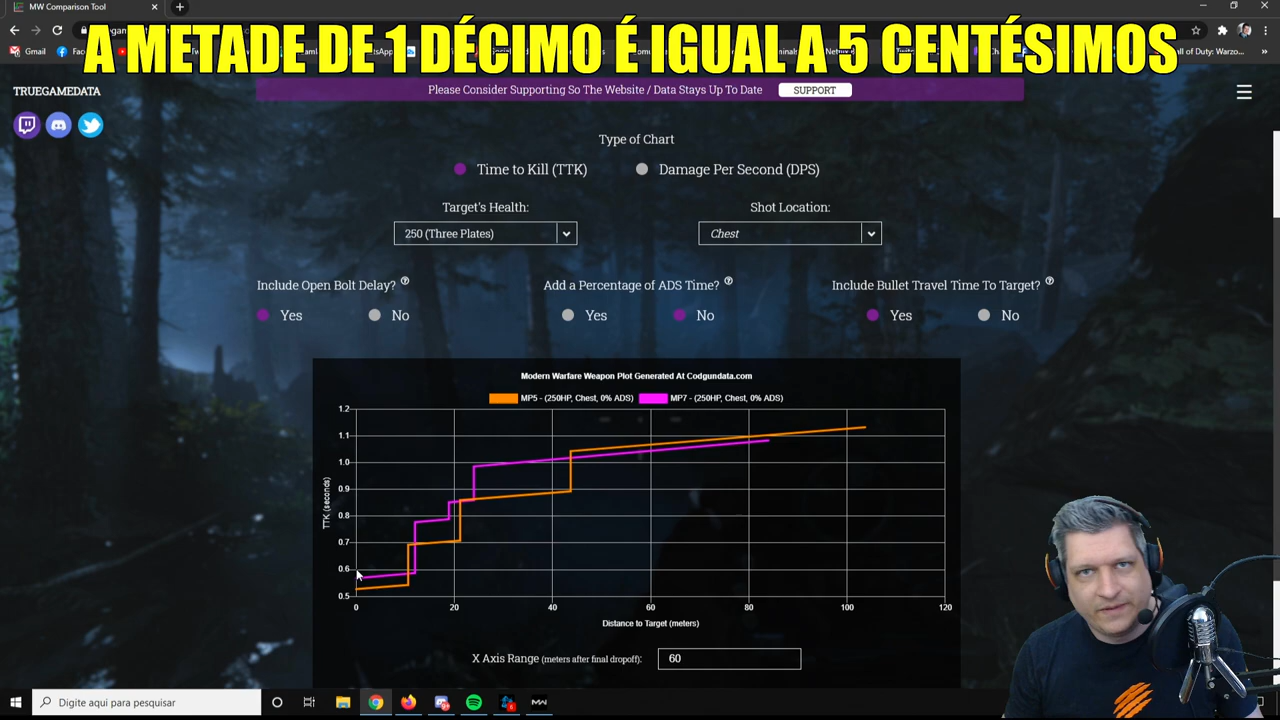 MW Comparison Tool
A METADE DE 1 DÉCIMO É IGUAL A 5 CENTÉSIMOS
Gmail
TRUEGAMEDATA
Please Consider Supporting So The Website / Data Stays Up To Date
SUPPORT
Type of Chart
Time to Kill (TTK)
Damage Per Second (DPS)
Target's Health:
Shot Location:
250 (Three Plates)
Chest
Include Open Bolt Delay?
Add a Percentage of ADS Time?
Include Bullet Travel Time To Target?
Yes
No
Yes
No
Yes
No
Modern Warfare Weapon Plot Generated At Codgundata.com
MP5 - (250HP, Chest, 0% ADS)
MP7 - (250HP, Chest, 0% ADS)
1.2
1.1
1.0
0.9
0.8
0.7
0.6
0.5
TTK (seconds)
0
20
40
60
80
100
120
Distance to Target (meters)
X Axis Range (meters after final dropoff):
60
Digite aqui para pesquisar